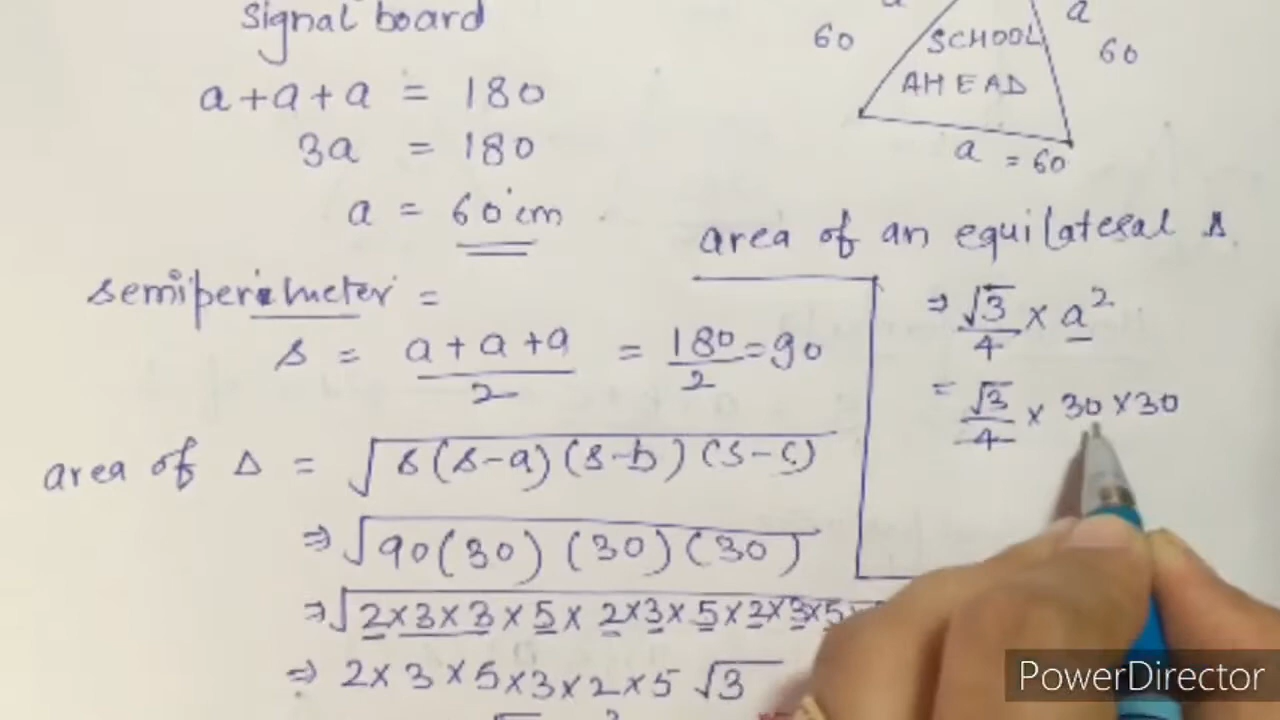 signal board
a
a
60
60
SCHOOL
AHEAD
a = 60
a + a + a = 180
3a = 180
a = 60 cm
semiperimeter =
s = a + a + a / 2 = 180 / 2 = 90
area of Δ = √s(s-a)(s-b)(s-c)
⇒ √90(30)(30)(30)
⇒ √2×3×3×5×2×3×5×2×3×5
⇒ 2×3×5×3×2×5 √3
area of an equilateral Δ
⇒ √3/4 × a²
= √3/4 × 30×30
PowerDirector